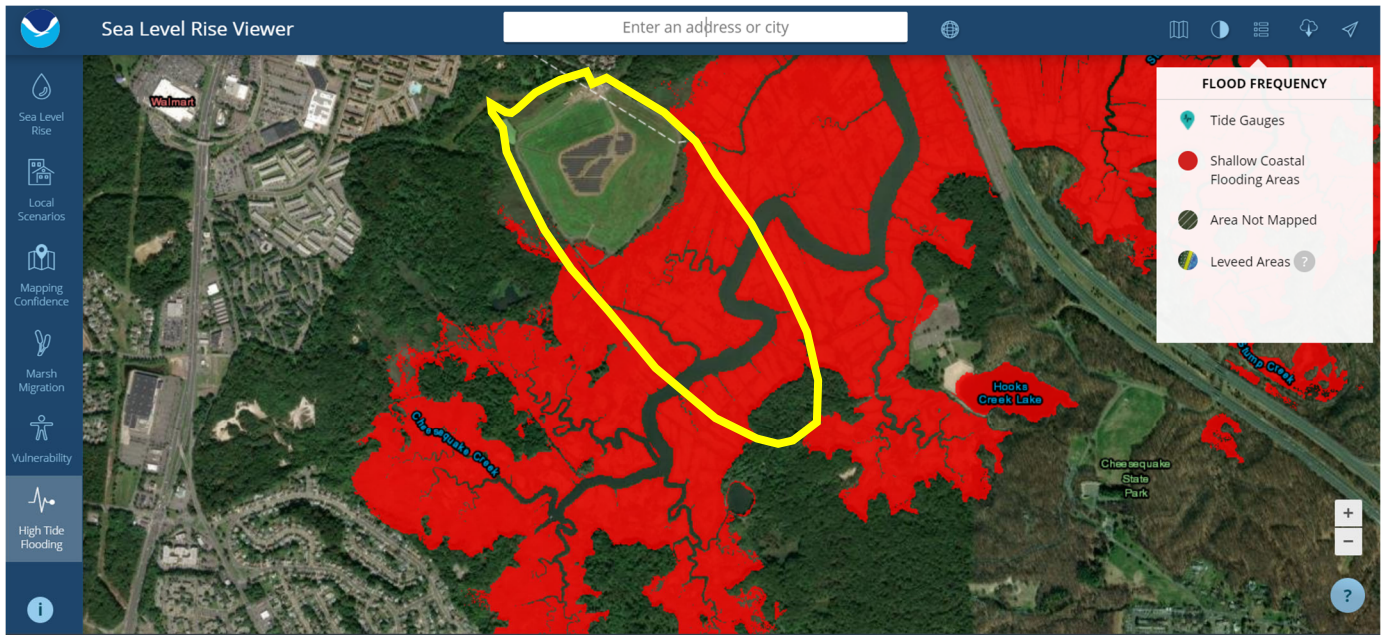 Sea Level Rise Viewer
Enter an address or city
Sea Level
Rise
Local
Scenarios
Mapping
Confidence
Marsh
Migration
Vulnerability
High Tide
Flooding
i
Walmart
Cheesequake Creek
Hooks
Creek Lake
Cheesequake
State
Park
FLOOD FREQUENCY
Tide Gauges
Shallow Coastal
Flooding Areas
Area Not Mapped
Leveed Areas ?
+
−
?